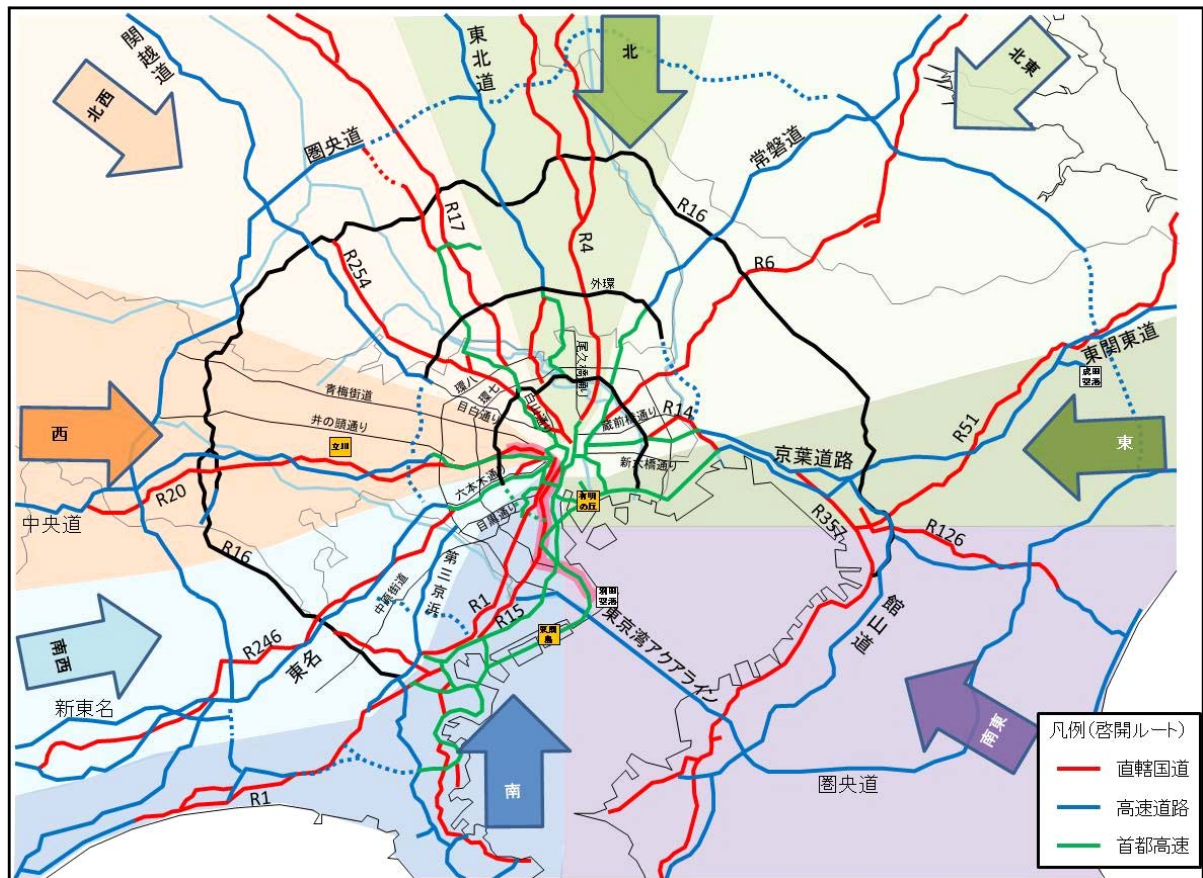 関越道
東北道
北
北東
北西
圏央道
常磐道
R17
R16
R4
R6
R254
外環
尾久橋通り
東関東道
成田
空港
環八
環七
青梅街道
目白通り
白山通り
蔵前橋通り
R14
井の頭通り
R51
西
立川
京葉道路
東
新大橋通り
六本木通り
R20
有明
の丘
中央道
目黒通り
R357
R126
R16
第三京浜
中原街道
羽田
空港
R1
R15
東京湾アクアライン
館山道
南西
R246
東名
東扇
島
新東名
南東
南
圏央道
R1
凡例(啓開ルート)
直轄国道
高速道路
首都高速